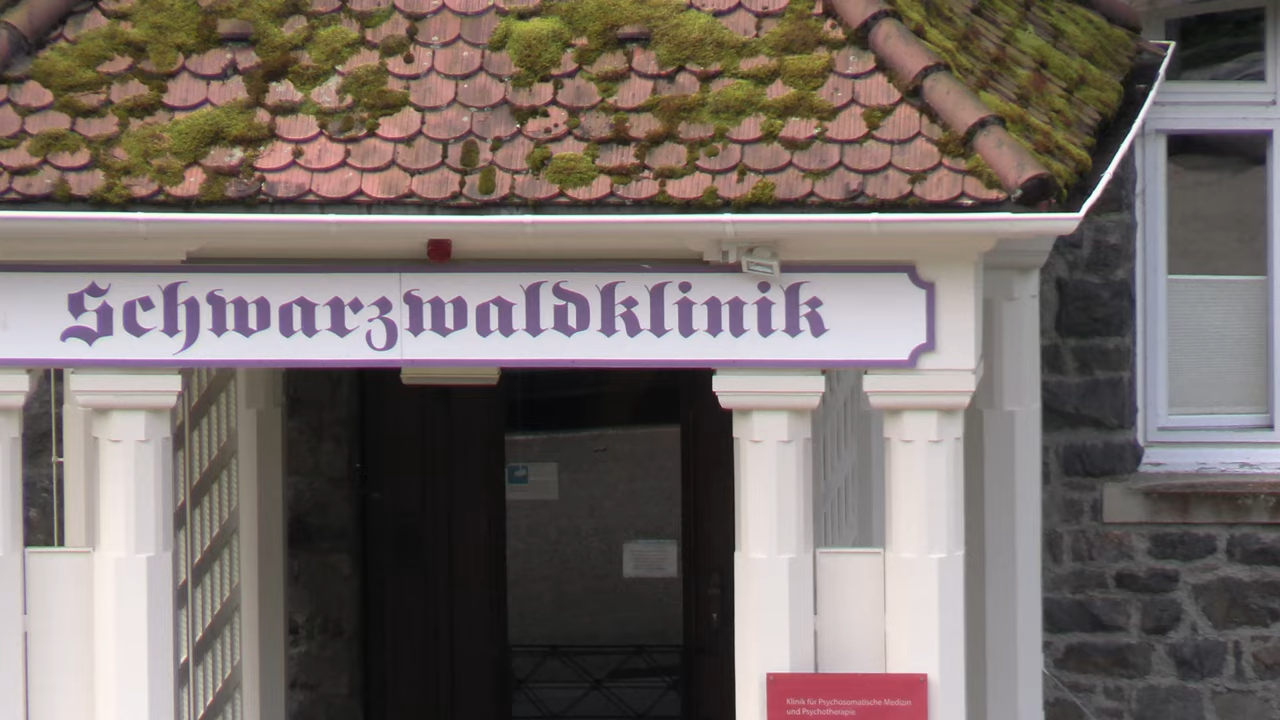 Schwarzwaldklinik
Klinik für Psychosomatische Medizin
und Psychotherapie